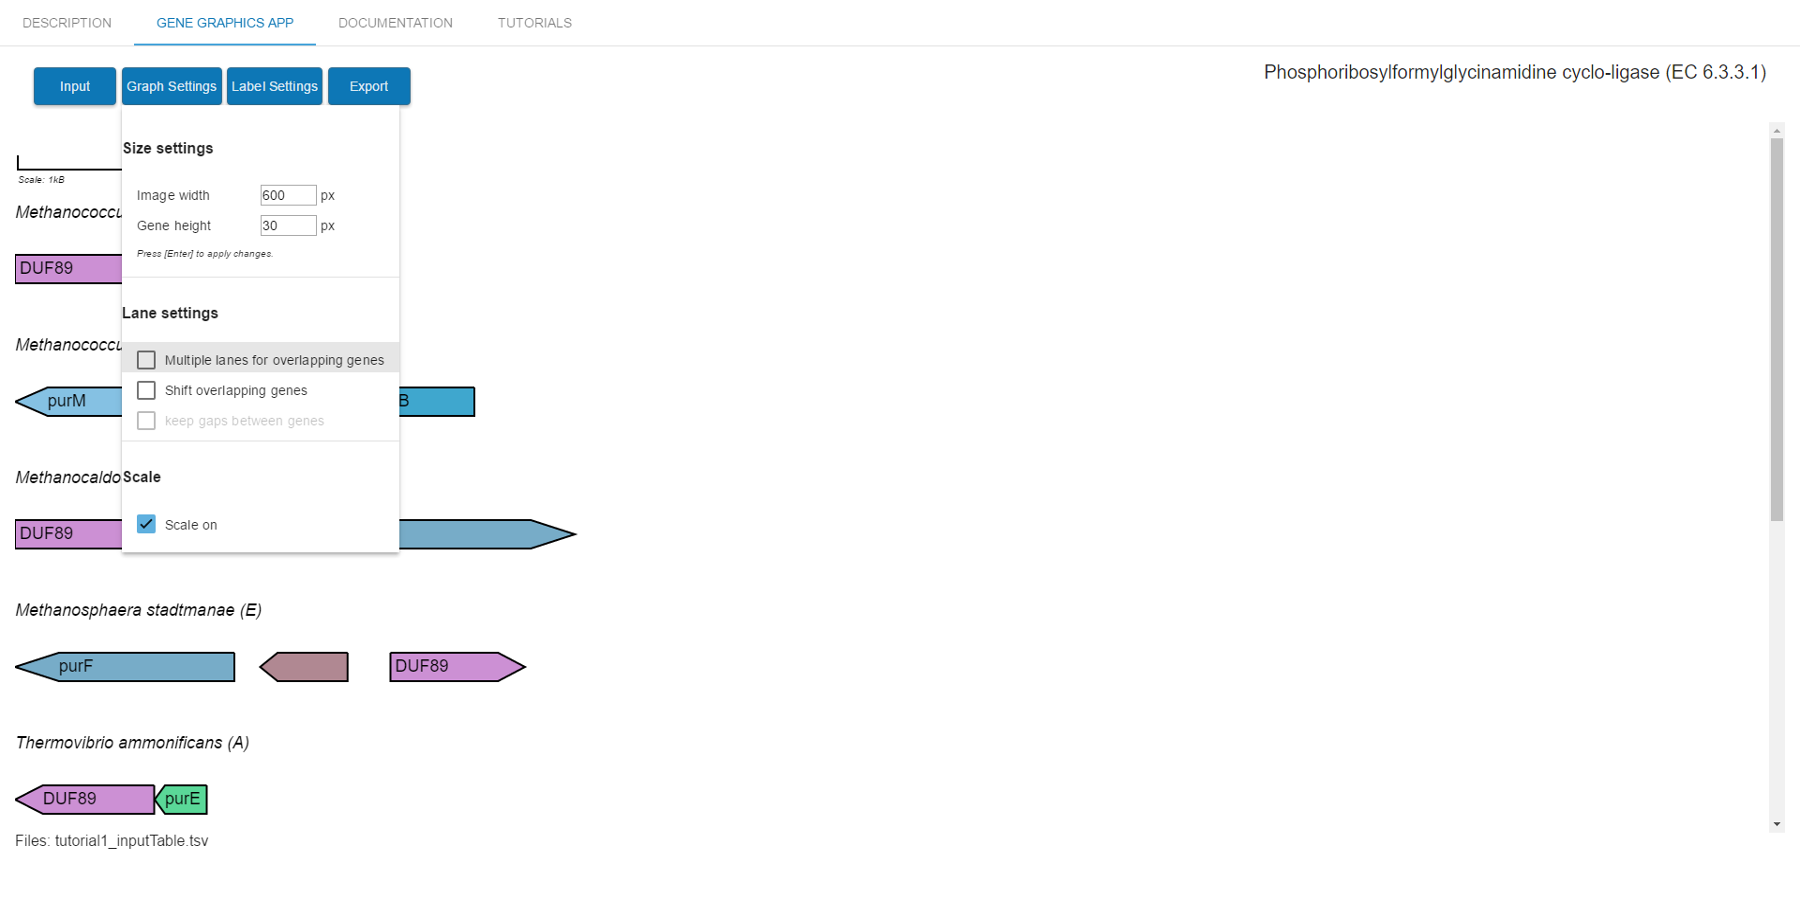 DESCRIPTION GENE GRAPHICS APP DOCUMENTATION TUTORIALS
Input Graph Settings Label Settings Export
Phosphoribosylformylglycinamidine cyclo-ligase (EC 6.3.3.1)
Size settings
Scale: 1kB
Image width 600 px
Methanococcu
Gene height 30 px
Press [Enter] to apply changes.
DUF89
Lane settings
Methanococcu
Multiple lanes for overlapping genes
Shift overlapping genes
purM B
keep gaps between genes
Methanocaldo
Scale
Scale on
DUF89
Methanosphaera stadtmanae (E)
purF DUF89
Thermovibrio ammonificans (A)
DUF89 purE
Files: tutorial1_inputTable.tsv